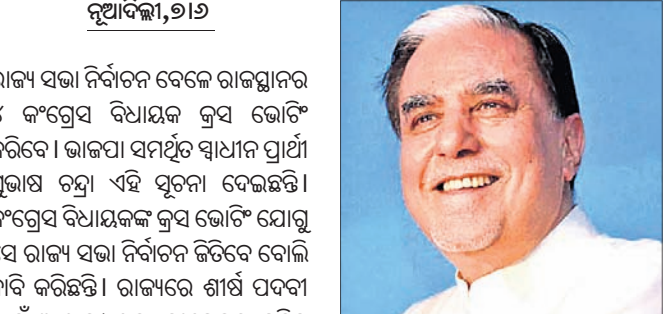 ନୂଆଦିଲ୍ଲୀ,୭।୬
ସଭା ନିର୍ବାଚନ ବେଳେ ରାଜସ୍ଥାନର
କଂଗ୍ରେସ ବିଧାୟକ କ୍ରସ ଭୋଟିଂ
କରିବେ। ଭାଜପା ସମର୍ଥିତ ସ୍ୱାଧୀନ ପ୍ରାର୍ଥୀ
ସୁଭାଷ ଚନ୍ଦ୍ରା ଏହି ସୂଚନା ଦେଇଛନ୍ତି।
କଂଗ୍ରେସ ବିଧାୟକଙ୍କ କ୍ରସ ଭୋଟିଂ ଯୋଗୁ
ସେ ରାଜ୍ୟ ସଭା ନିର୍ବାଚନ ଜିତିବେ ବୋଲି
ଦାବି କରିଛନ୍ତି। ରାଜ୍ୟରେ ଶୀର୍ଷ ପଦବୀ